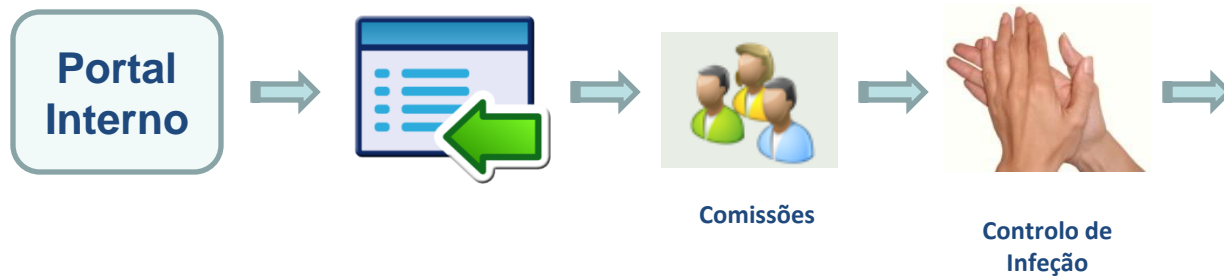 Portal
Interno
Comissões
Controlo de
Infeção